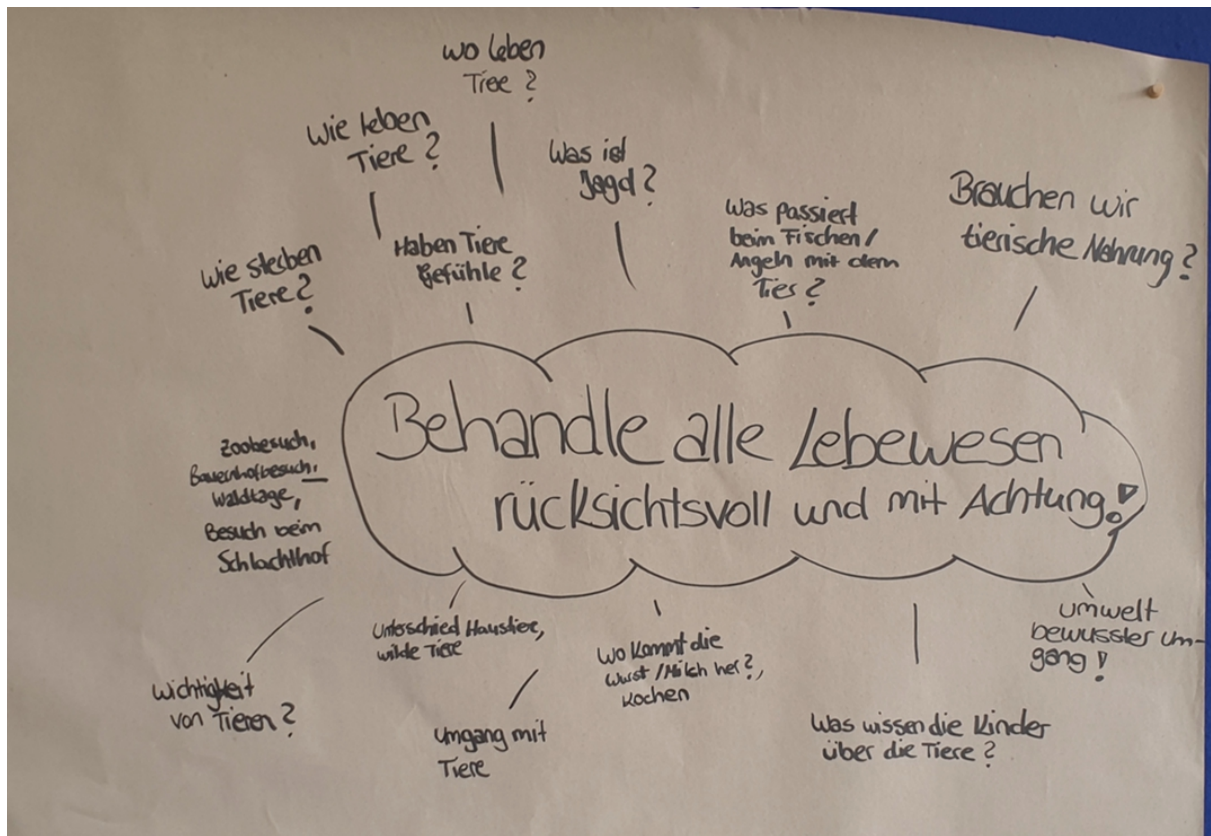 wo leben
Tiee ?
Wie leben
Tiere ?
Was ist
Jagd ?
Was passiert
beim Fischen /
Angeln mit dem
Ties ?
Brauchen wir
tierische Nahrung ?
Haben Tiere
Gefühle ?
Wie sterben
Tiere ?
Behandle alle Lebewesen
rücksichtsvoll und mit Achtung !
Zoobesuch,
Bauernhofbesuch,
Waldtage,
Besuch beim
Schlachthof
Wichtigkeit
von Tieren ?
Unterschied Haustiere,
wilde Tiere
Umgang mit
Tiere
Wo kommt die
Wurst / Milch her ?,
kochen
Was wissen die Kinder
über die Tiere ?
umwelt
bewusster um-
gang !